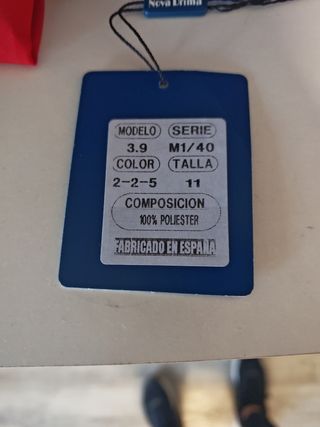 Nova Prima
MODELO SERIE
3.9 M1/40
COLOR TALLA
2-2-5 11
COMPOSICION
100% POLIESTER
FABRICADO EN ESPAÑA